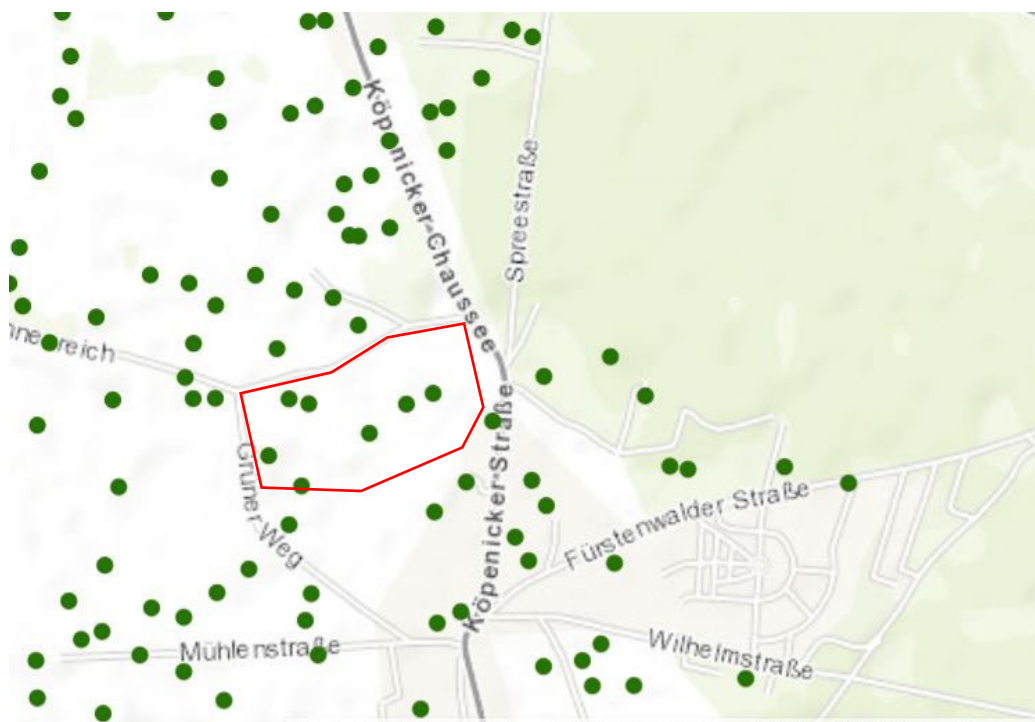 Köpenicker-Chaussee
Spreestraße
Köpenicker-Straße
Grüner-Weg
Fürstenwalder Straße
Mühlenstraße
Wilhelmstraße